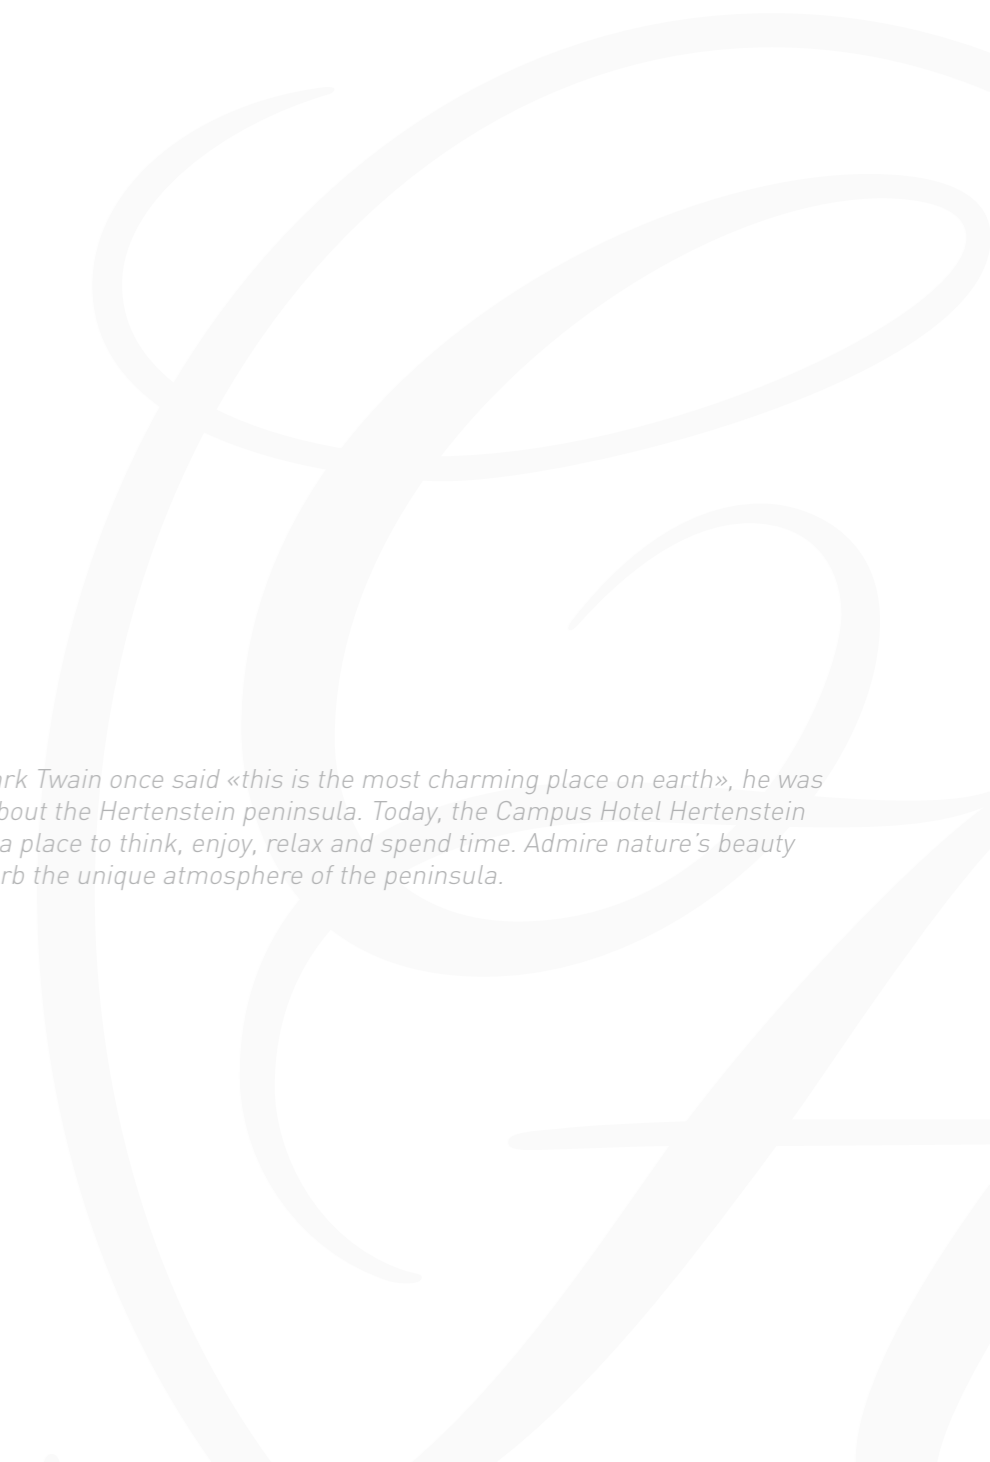 ark Twain once said «this is the most charming place on earth», he was
bout the Hertenstein peninsula. Today, the Campus Hotel Hertenstein
a place to think, enjoy, relax and spend time. Admire nature’s beauty
rb the unique atmosphere of the peninsula.